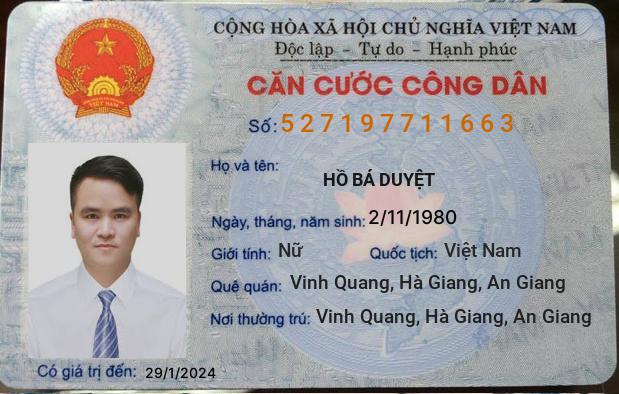 CỘNG HÒA XÃ HỘI CHỦ NGHĨA VIỆT NAM
Độc lập - Tự do - Hạnh phúc
CĂN CƯỚC CÔNG DÂN
Số: 527197711663
Họ và tên:
HỒ BÁ DUYỆT
Ngày, tháng, năm sinh: 2/11/1980
Giới tính: Nữ Quốc tịch: Việt Nam
Quê quán: Vinh Quang, Hà Giang, An Giang
Nơi thường trú: Vinh Quang, Hà Giang, An Giang
Có giá trị đến: 29/1/2024
VIỆT NAM